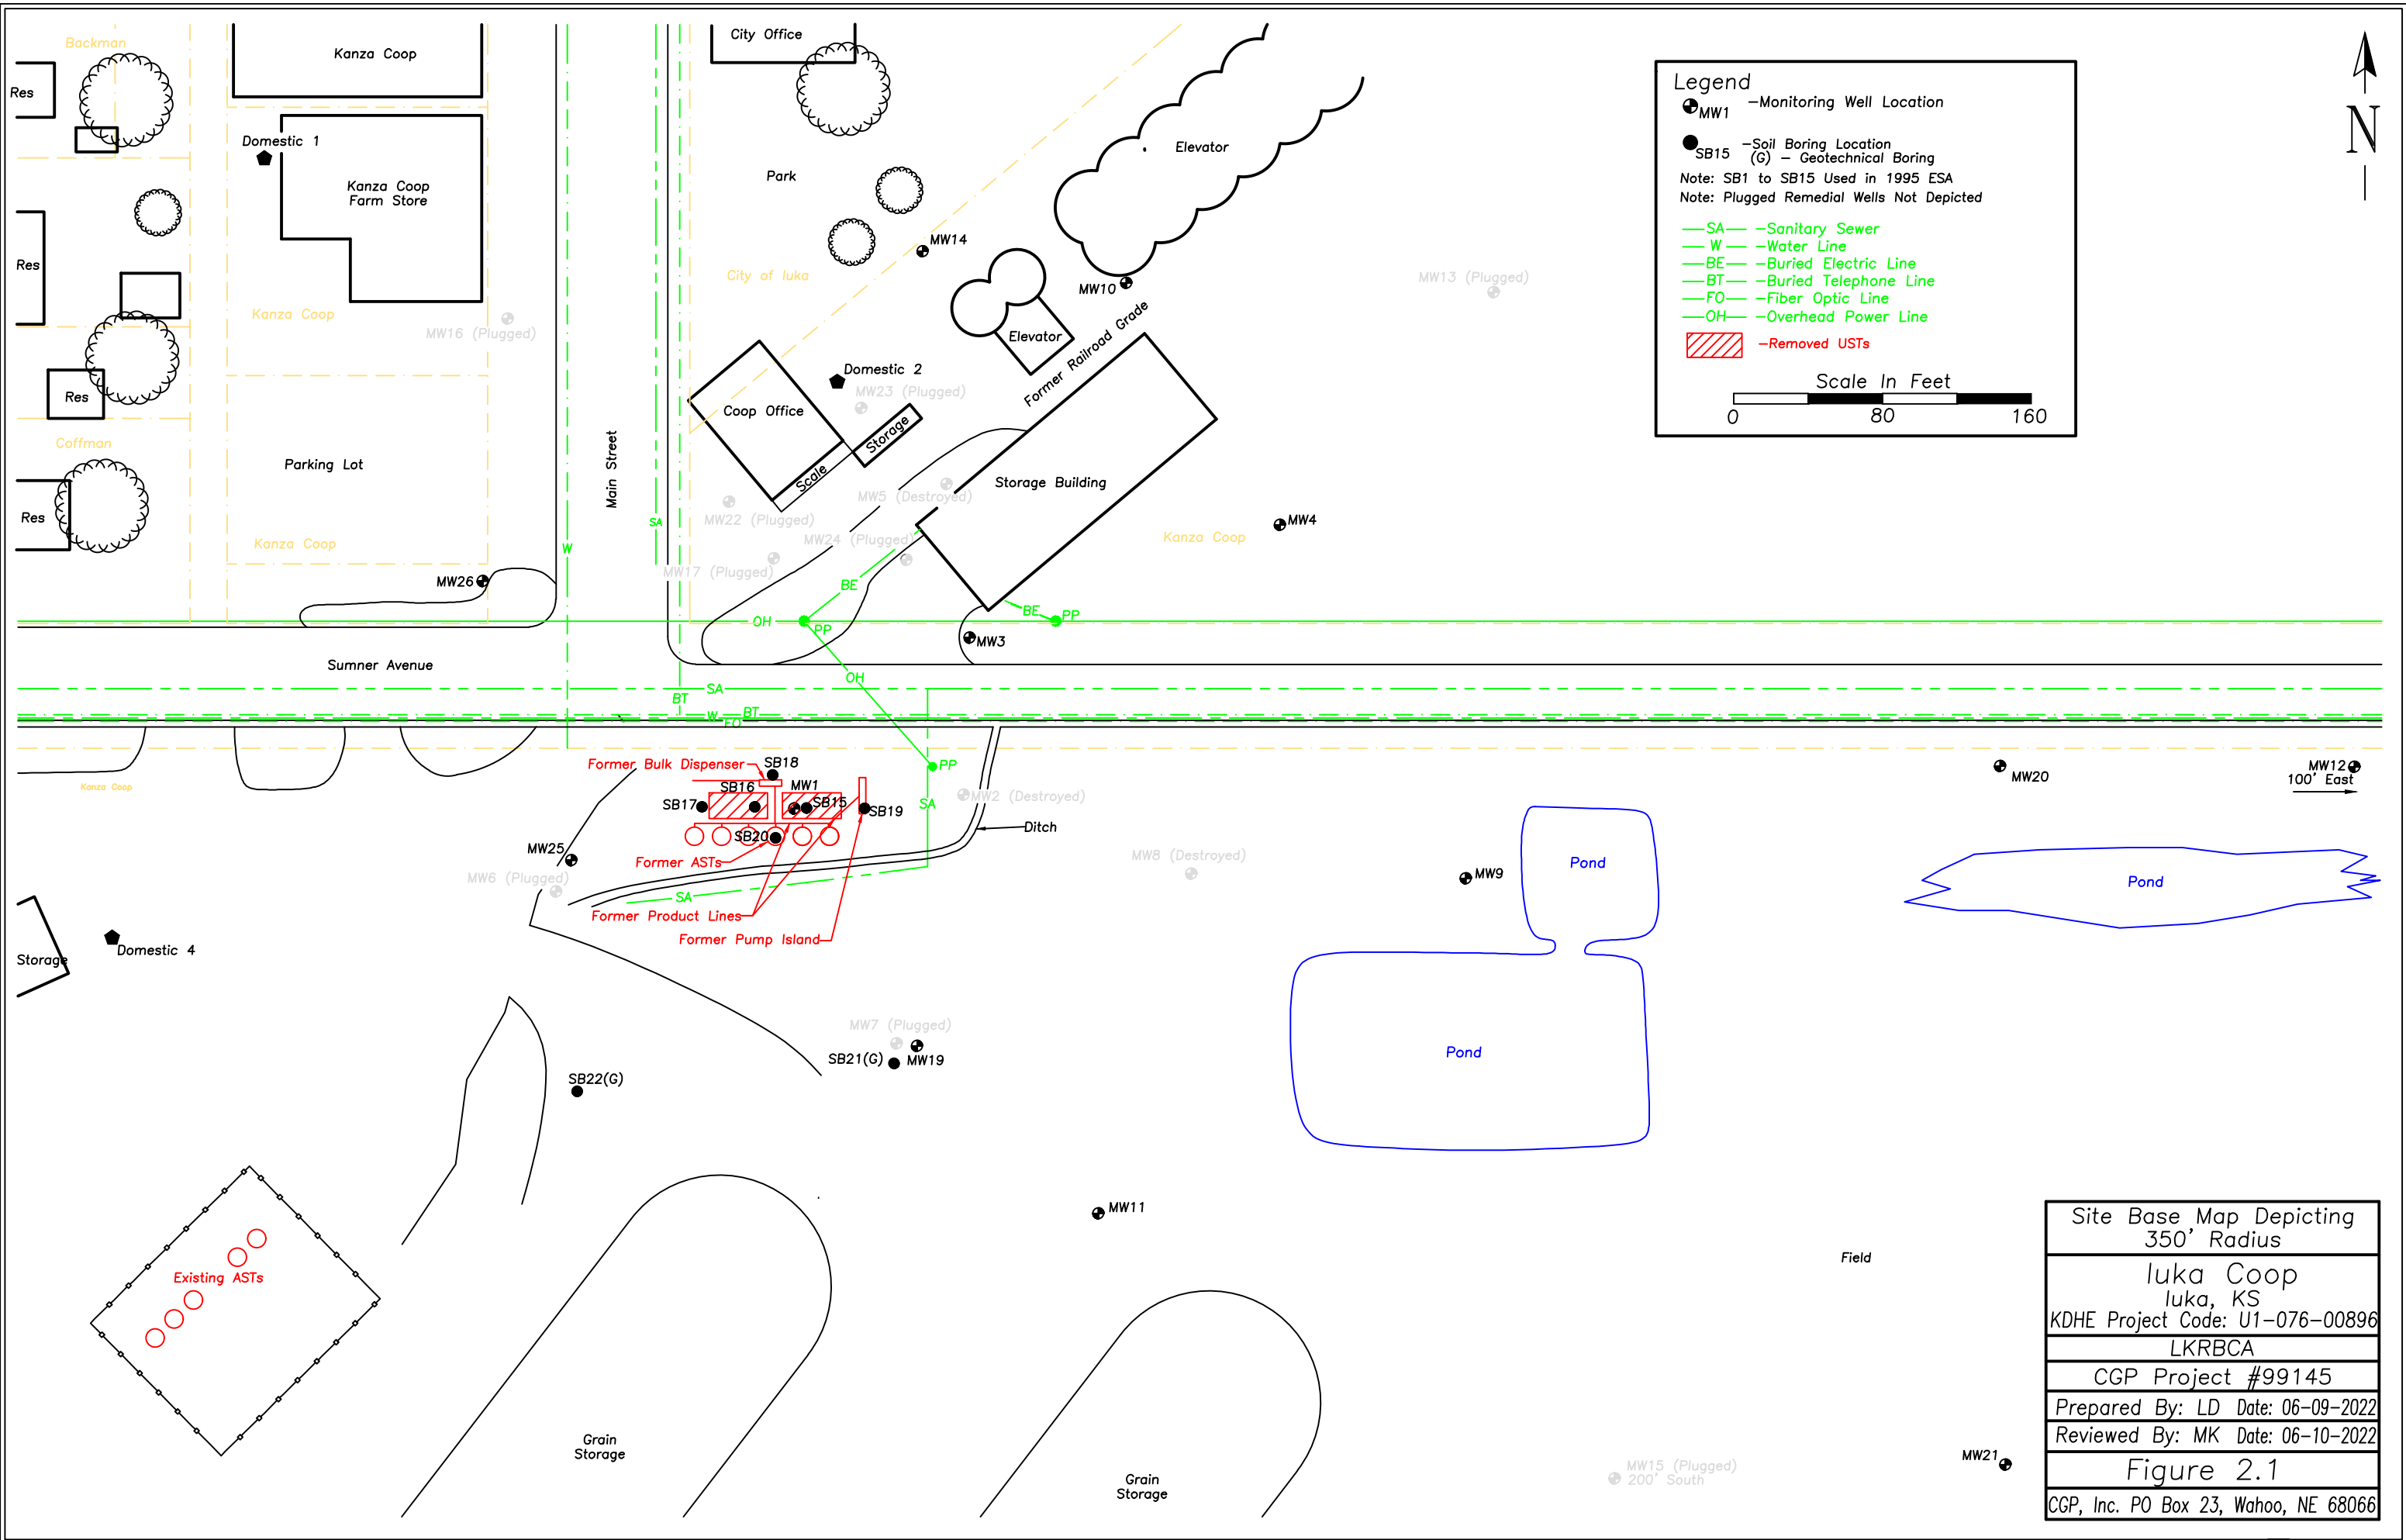 Backman
Res
Kanza Coop
City Office
Domestic 1
Kanza Coop
Farm Store
Park
Elevator
Res
Kanza Coop
City of Iuka
MW14
MW10
MW13 (Plugged)
MW16 (Plugged)
Elevator
Former Railroad Grade
Domestic 2
MW23 (Plugged)
Res
Coop Office
Storage
Scale
Coffman
Parking Lot
Main Street
Storage Building
MW5 (Destroyed)
Res
MW22 (Plugged)
SA
MW4
Kanza Coop
Kanza Coop
W
MW24 (Plugged)
MW17 (Plugged)
MW26
BE
BE
PP
OH
PP
MW3
Sumner Avenue
OH
SA
BT
W
BT
FO
Legend
MW1
-Monitoring Well Location
SB15
-Soil Boring Location
(G) - Geotechnical Boring
Note: SB1 to SB15 Used in 1995 ESA
Note: Plugged Remedial Wells Not Depicted
SA -Sanitary Sewer
W -Water Line
BE -Buried Electric Line
BT -Buried Telephone Line
FO -Fiber Optic Line
OH -Overhead Power Line
-Removed USTs
Scale In Feet
0 80 160
N
Kanza Coop
Former Bulk Dispenser
SB18
PP
SB16
MW1
SB17
SB15
SB19
SA
MW2 (Destroyed)
SB20
Ditch
MW25
Former ASTs
MW6 (Plugged)
SA
Former Product Lines
Former Pump Island
MW8 (Destroyed)
MW9
Pond
Pond
MW20
MW12
100' East
Storage
Domestic 4
MW7 (Plugged)
SB21(G)
MW19
SB22(G)
Pond
MW11
Existing ASTs
Field
Grain
Storage
Grain
Storage
MW15 (Plugged)
200' South
MW21
Site Base Map Depicting
350' Radius
Iuka Coop
Iuka, KS
KDHE Project Code: U1-076-00896
LKRBCA
CGP Project #99145
Prepared By: LD Date: 06-09-2022
Reviewed By: MK Date: 06-10-2022
Figure 2.1
CGP, Inc. PO Box 23, Wahoo, NE 68066